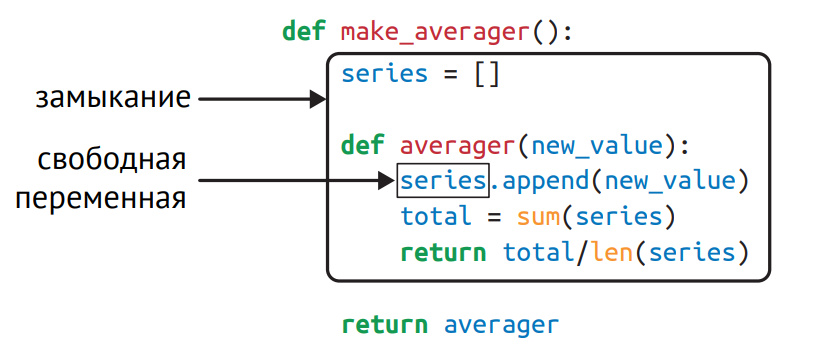 def make_averager():
series = []
замыкание
def averager(new_value):
свободная
переменная
series.append(new_value)
total = sum(series)
return total/len(series)
return averager